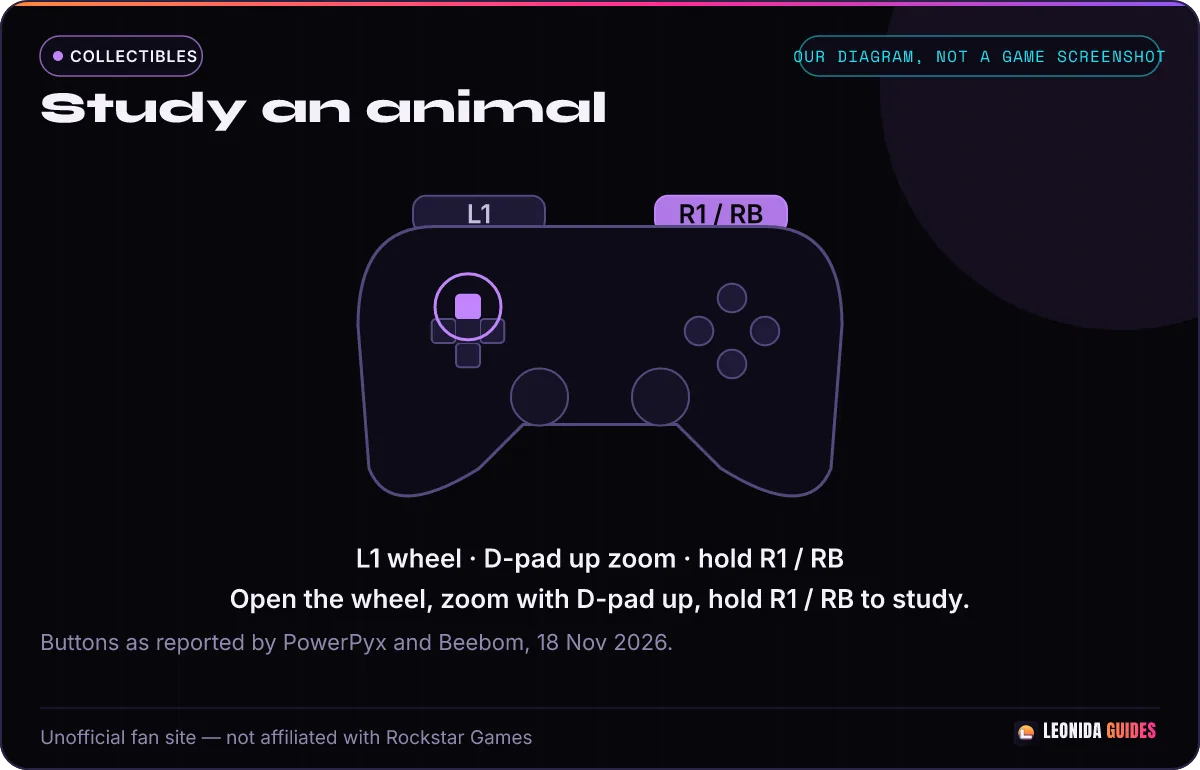 COLLECTIBLES
OUR DIAGRAM, NOT A GAME SCREENSHOT
Study an animal
L1
R1 / RB
L1 wheel · D-pad up zoom · hold R1 / RB
Open the wheel, zoom with D-pad up, hold R1 / RB to study.
Buttons as reported by PowerPyx and Beebom, 18 Nov 2026.
Unofficial fan site — not affiliated with Rockstar Games
LEONIDA GUIDES